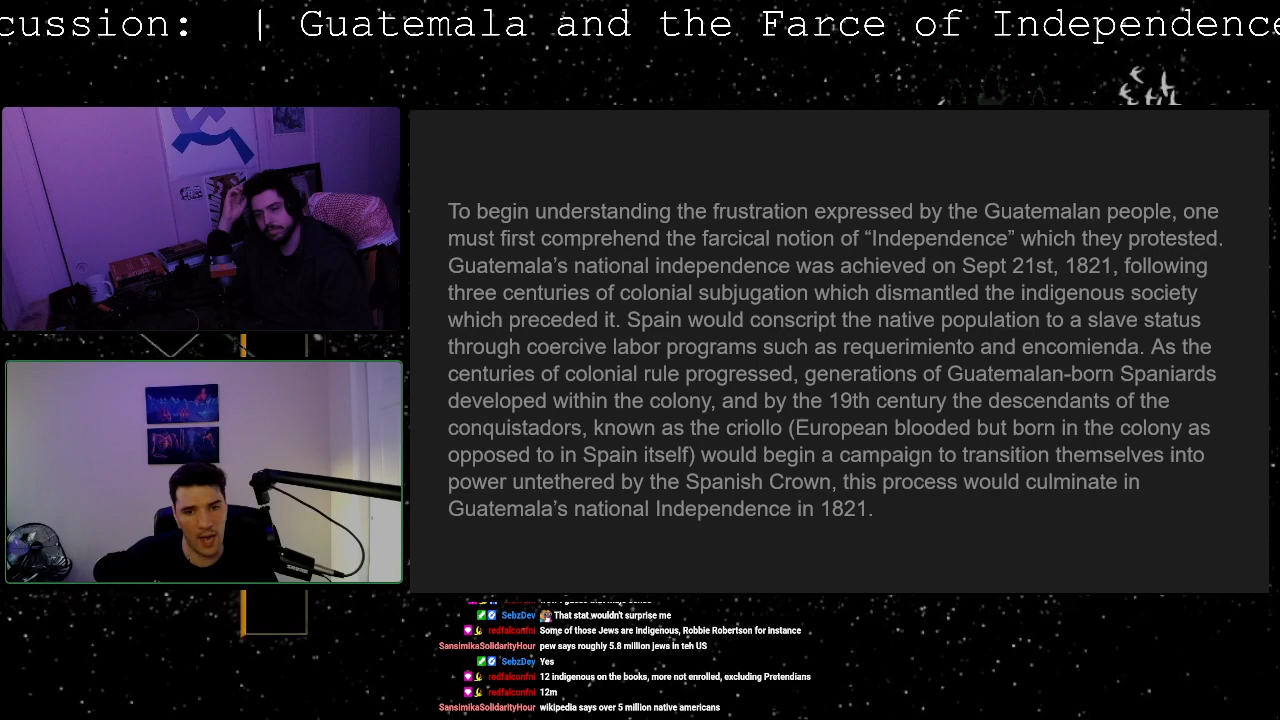 cussion: | Guatemala and the Farce of Independence
To begin understanding the frustration expressed by the Guatemalan people, one
must first comprehend the farcical notion of “Independence” which they protested.
Guatemala’s national independence was achieved on Sept 21st, 1821, following
three centuries of colonial subjugation which dismantled the indigenous society
which preceded it. Spain would conscript the native population to a slave status
through coercive labor programs such as requerimiento and encomienda. As the
centuries of colonial rule progressed, generations of Guatemalan-born Spaniards
developed within the colony, and by the 19th century the descendants of the
conquistadors, known as the criollo (European blooded but born in the colony as
opposed to in Spain itself) would begin a campaign to transition themselves into
power untethered by the Spanish Crown, this process would culminate in
Guatemala’s national Independence in 1821.
SebzDev That stat wouldn't surprise me
redfalconfni Some of those Jews are Indigenous, Robbie Robertson for instance
SansimikaSolidarityHour pew says roughly 5.8 million jews in teh US
SebzDev Yes
redfalconfni 12 indigenous on the books, more not enrolled, excluding Pretendians
redfalconfni 12m
SansimikaSolidarityHour wikipedia says over 5 million native americans